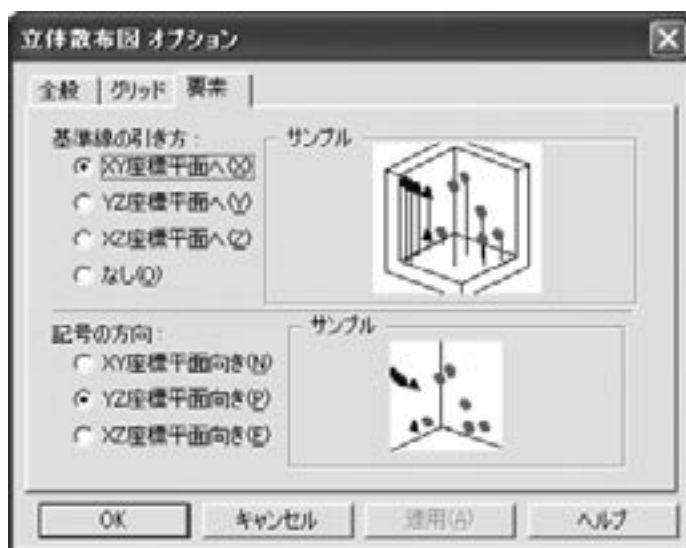 立体散布図 オプション
全般 グリッド 要素
基準線の引き方:
XY座標平面へ(X)
YZ座標平面へ(Y)
XZ座標平面へ(Z)
なし(O)
サンプル
記号の方向:
XY座標平面向き(N)
YZ座標平面向き(P)
XZ座標平面向き(E)
サンプル
OK キャンセル 適用(A) ヘルプ